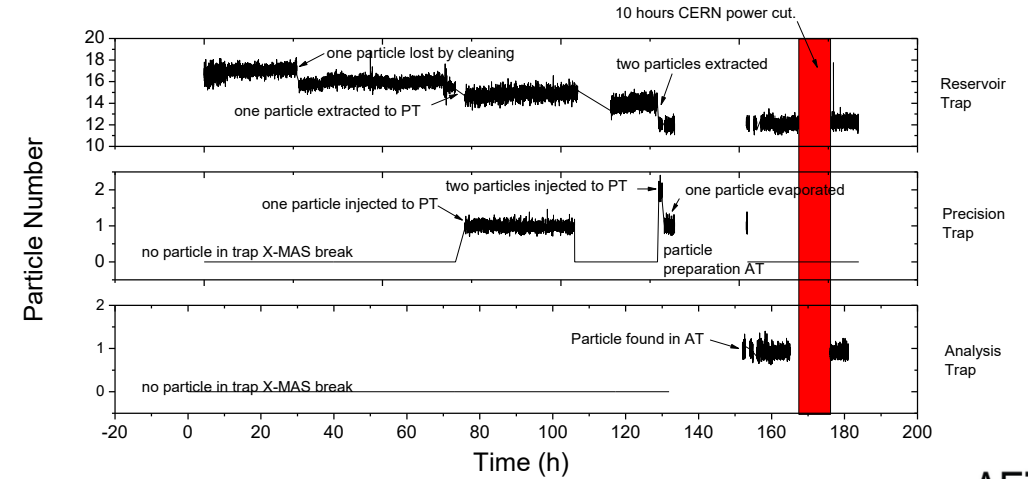 10 hours CERN power cut.
20
18
16
14
12
10
one particle lost by cleaning
two particles extracted
one particle extracted to PT
Reservoir
Trap
Particle Number
2
1
0
two particles injected to PT
one particle evaporated
one particle injected to PT
no particle in trap X-MAS break
particle
preparation AT
Precision
Trap
2
1
0
Particle found in AT
no particle in trap X-MAS break
Analysis
Trap
-20 0 20 40 60 80 100 120 140 160 180 200
Time (h)